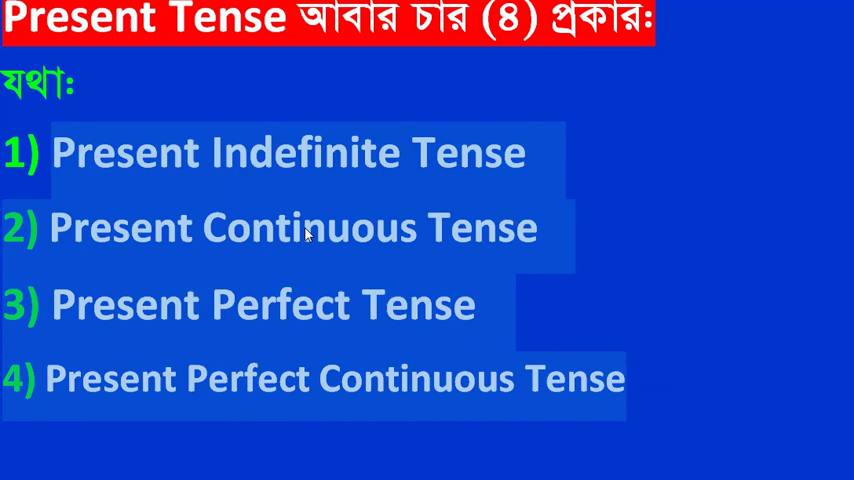 Present Tense আবার চার (৪) প্রকার:
যথা:
1) Present Indefinite Tense
2) Present Continuous Tense
3) Present Perfect Tense
4) Present Perfect Continuous Tense